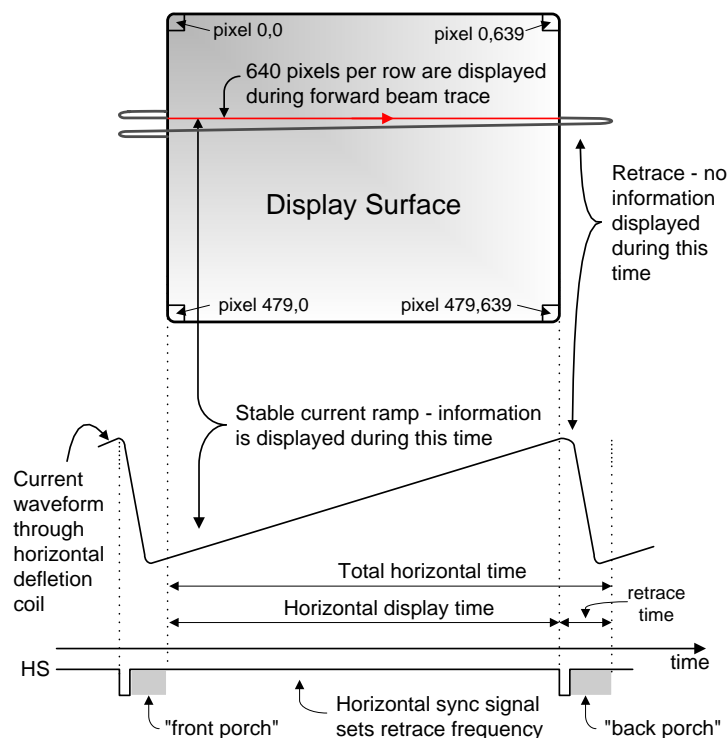 pixel 0,0
pixel 0,639
640 pixels per row are displayed
during forward beam trace
Display Surface
Retrace - no
information
displayed
during this
time
pixel 479,0
pixel 479,639
Stable current ramp - information
is displayed during this time
Current
waveform
through
horizontal
defletion
coil
Total horizontal time
Horizontal display time
retrace
time
time
HS
"front porch"
Horizontal sync signal
sets retrace frequency
"back porch"